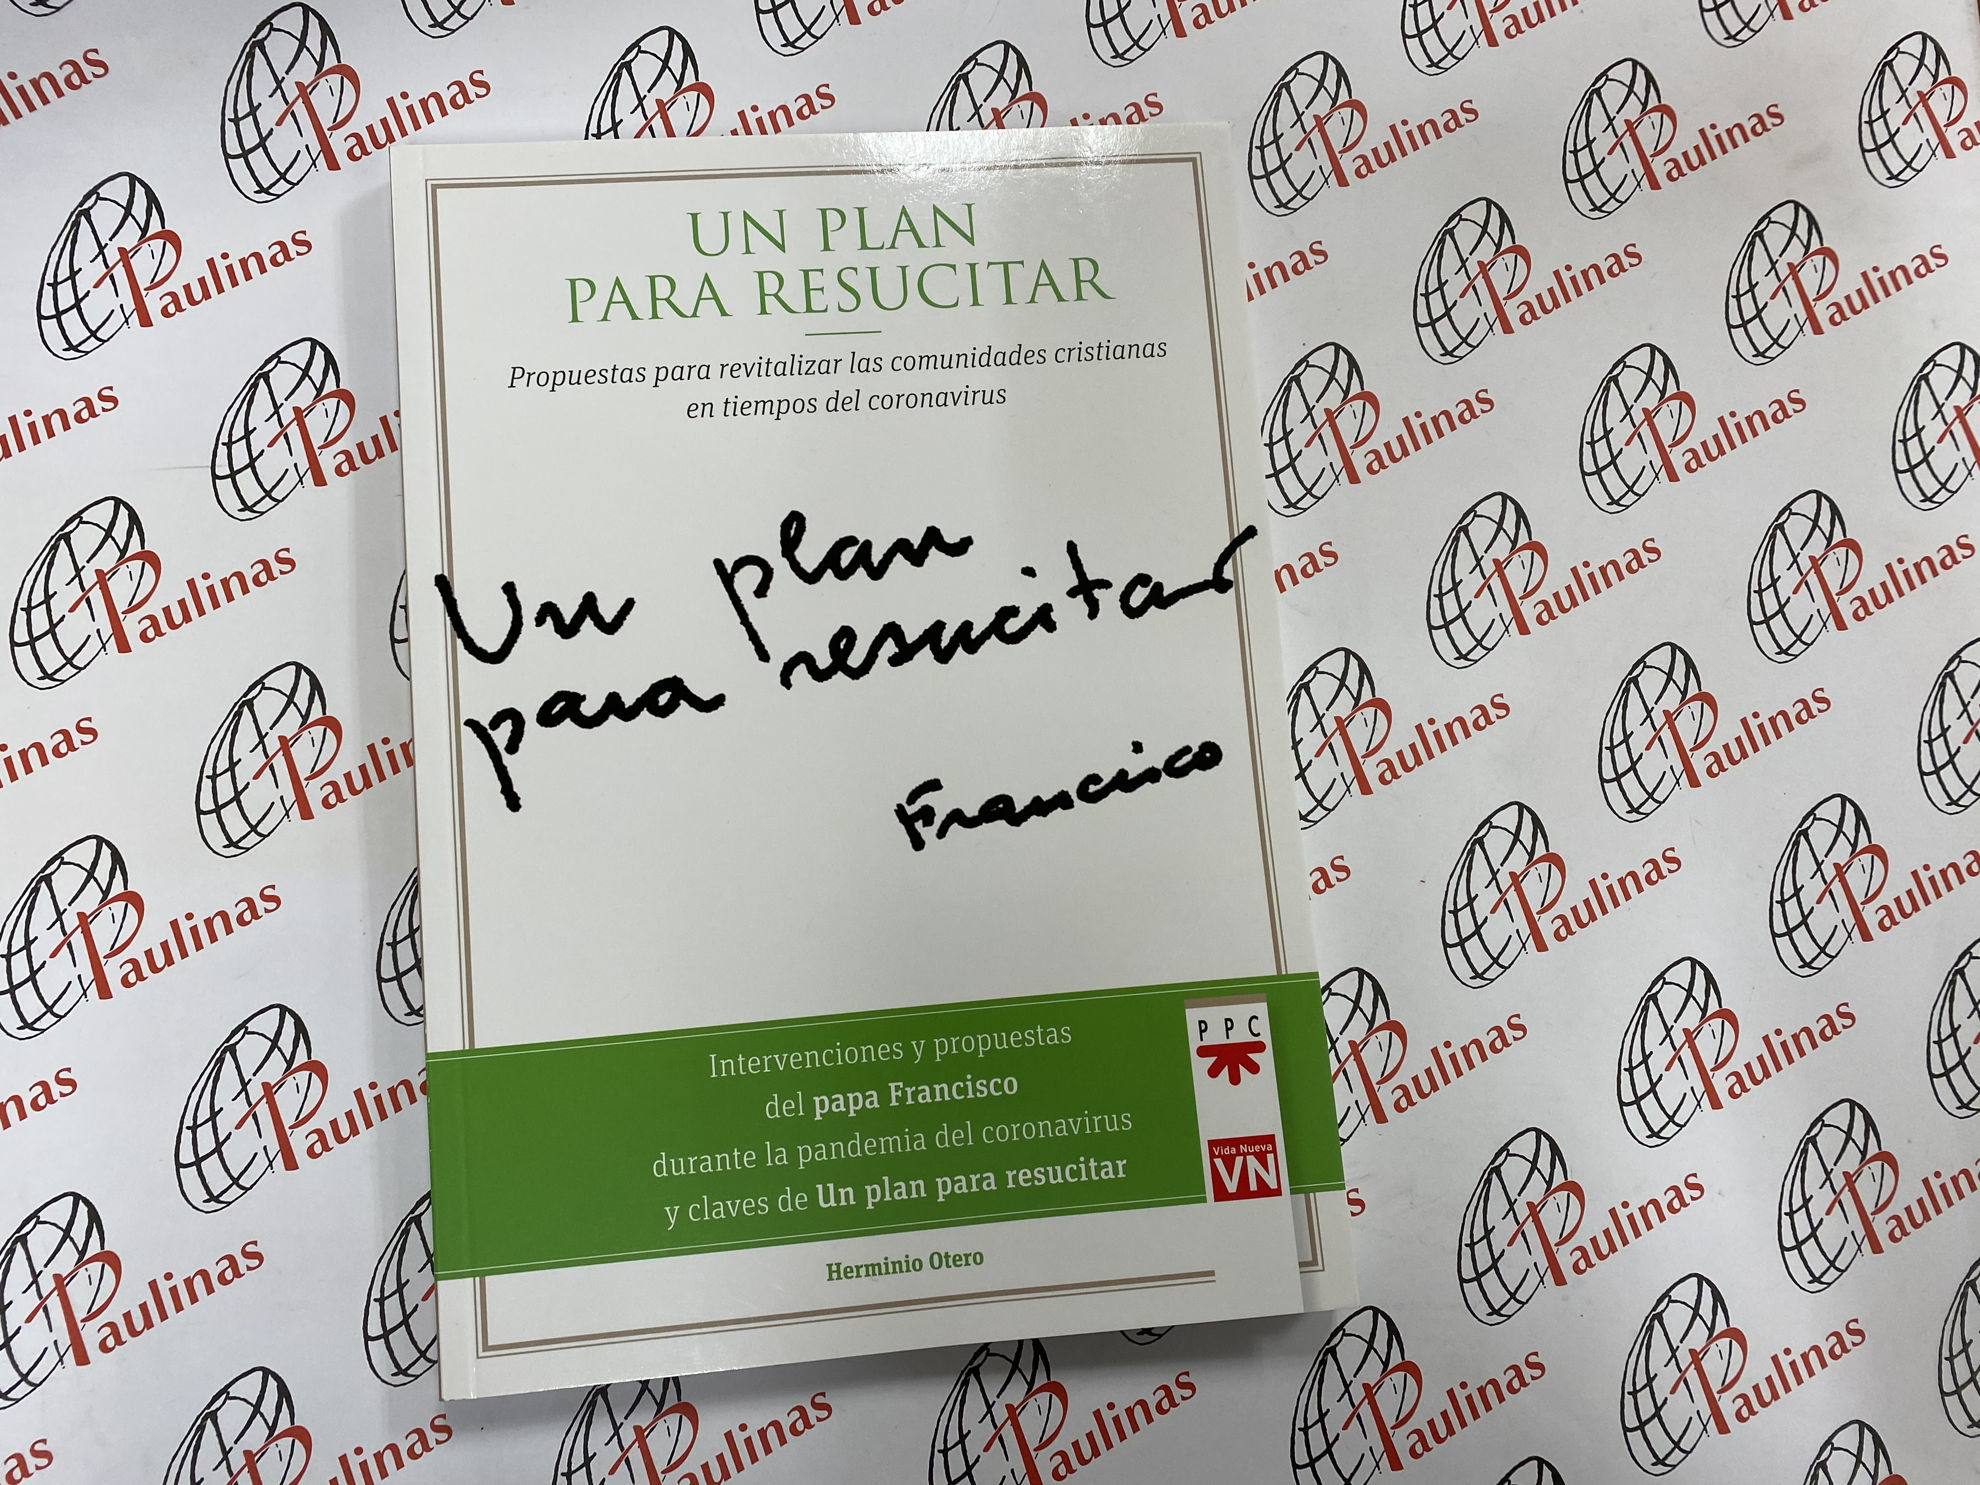 UN PLAN
PARA RESUCITAR
Propuestas para revitalizar las comunidades cristianas
en tiempos del coronavirus
Un plan
para resucitar
Francisco
Intervenciones y propuestas
del papa Francisco
durante la pandemia del coronavirus
y claves de Un plan para resucitar
PPC
Vida Nueva
VN
Herminio Otero
Paulinas